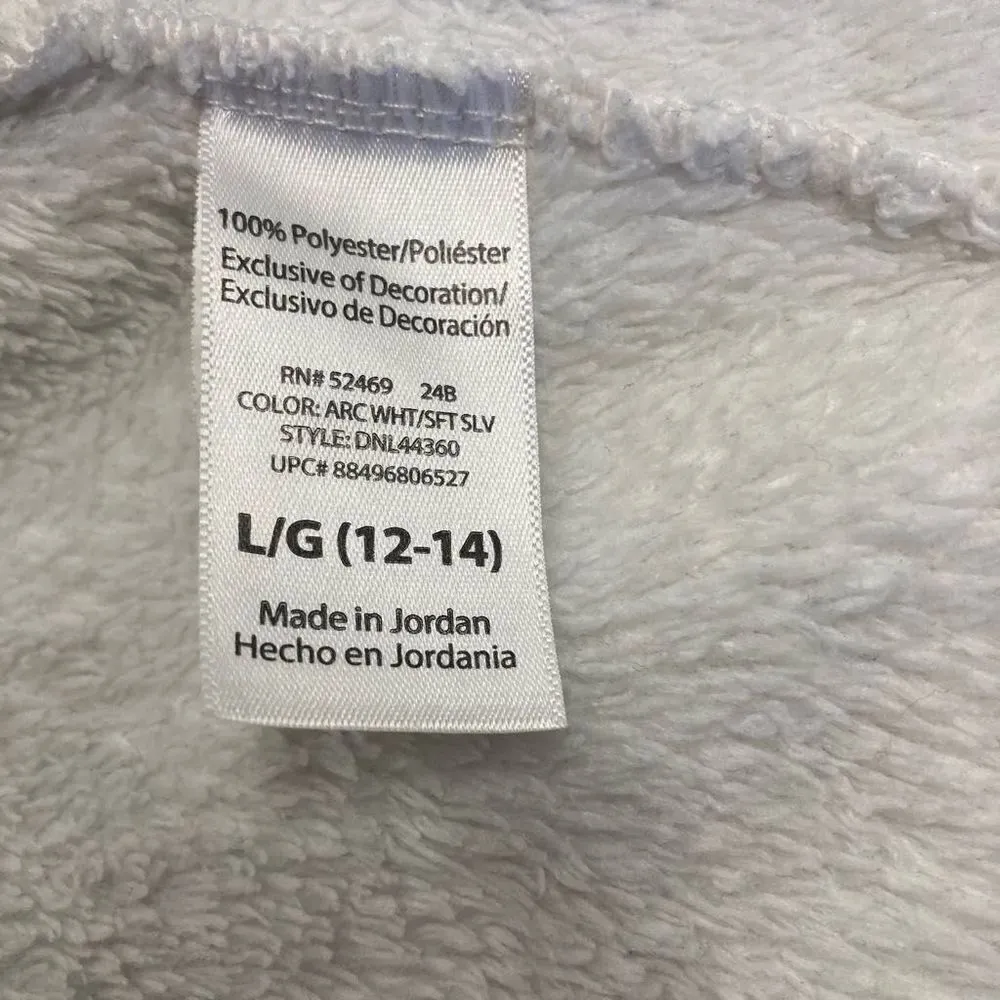 100% Polyester/Poliéster
Exclusive of Decoration/
Exclusivo de Decoración
RN# 52469 24B
COLOR: ARC WHT/SFT SLV
STYLE: DNL44360
UPC# 88496806527
L/G (12-14)
Made in Jordan
Hecho en Jordania